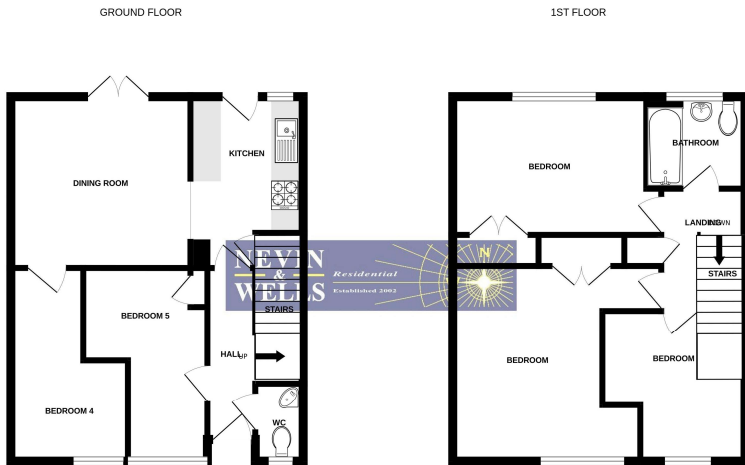 GROUND FLOOR
1ST FLOOR
DINING ROOM
KITCHEN
BEDROOM 5
BEDROOM 4
HALL
UP
STAIRS
WC
BEDROOM
BATHROOM
LANDING
DOWN
STAIRS
BEDROOM
BEDROOM
NEVIN
&
WELLS
Residential
Established 2002
N